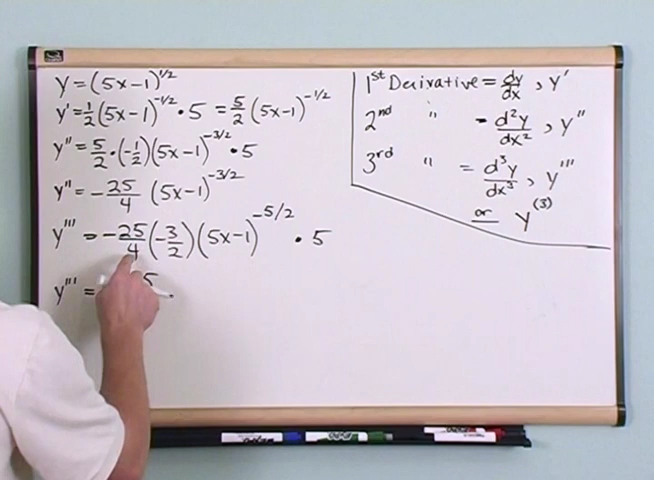 y = (5x-1)^1/2
y' = 1/2 (5x-1)^-1/2 • 5 = 5/2 (5x-1)^-1/2
y'' = 5/2 • (-1/2)(5x-1)^-3/2 • 5
y'' = - 25/4 (5x-1)^-3/2
y''' = - 25/4 (-3/2)(5x-1)^-5/2 • 5
y''' =
1st Derivative = dy/dx , y'
2nd " - d²y/dx² , y''
3rd " = d³y/dx³ , y'''
or y^(3)